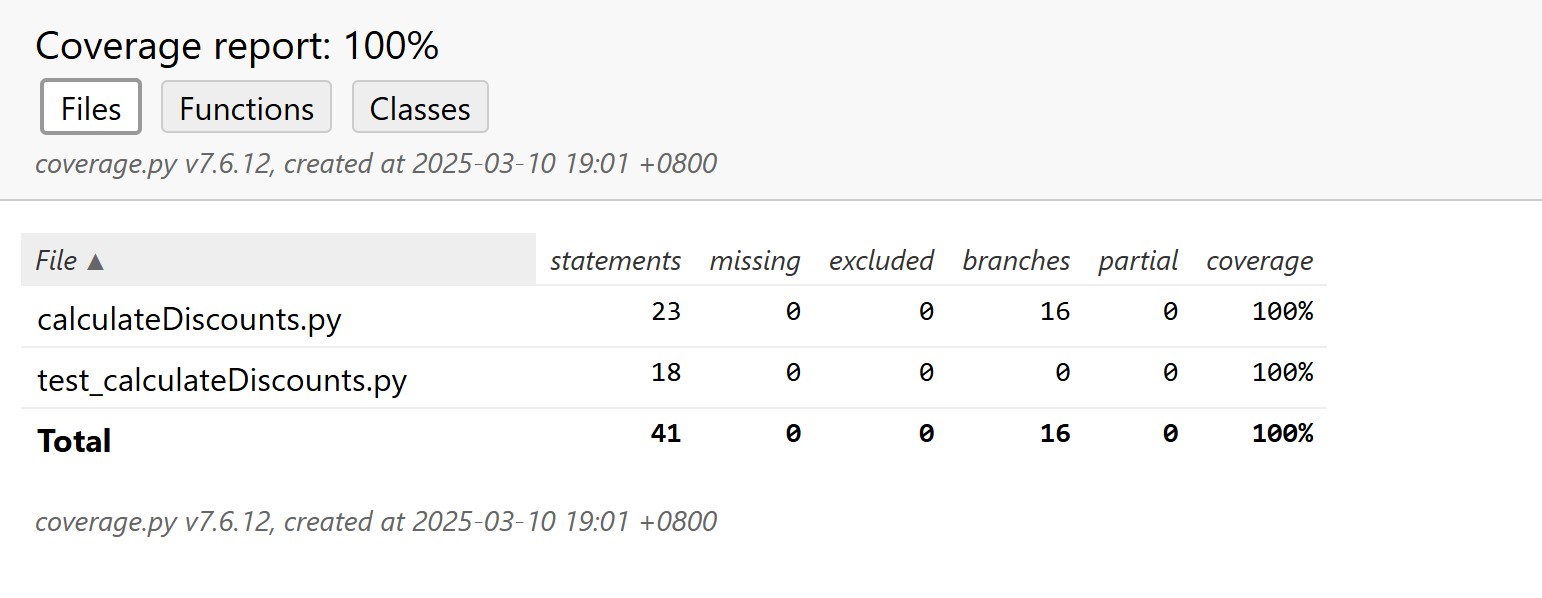 Coverage report: 100%
Files Functions Classes
coverage.py v7.6.12, created at 2025-03-10 19:01 +0800
File ▲ statements missing excluded branches partial coverage
calculateDiscounts.py 23 0 0 16 0 100%
test_calculateDiscounts.py 18 0 0 0 0 100%
Total 41 0 0 16 0 100%
coverage.py v7.6.12, created at 2025-03-10 19:01 +0800